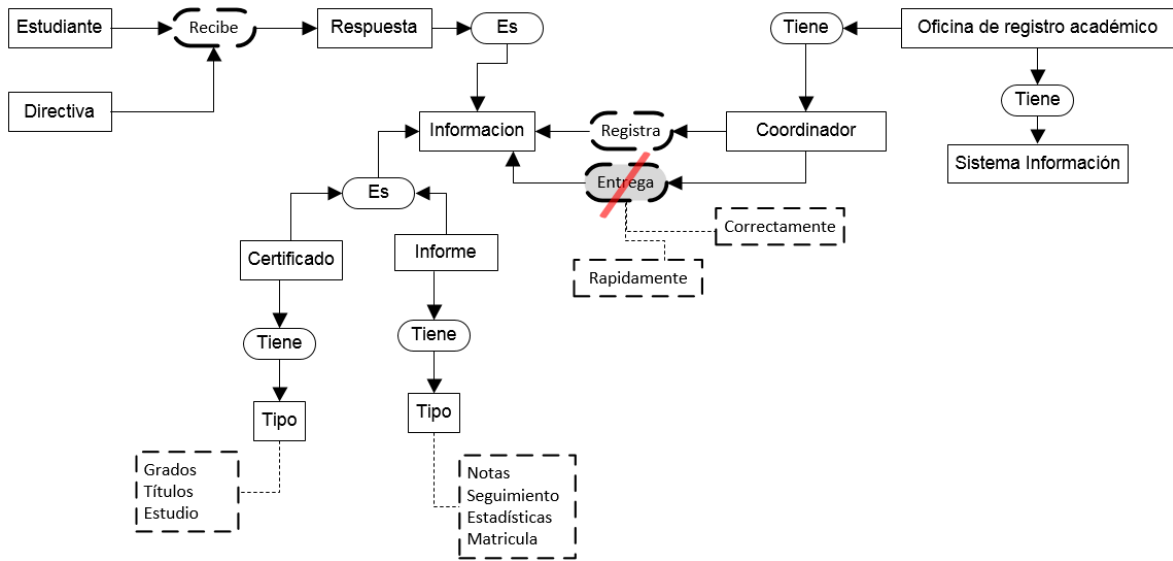 Estudiante
Recibe
Respuesta
Es
Tiene
Oficina de registro académico
Directiva
Tiene
Informacion
Registra
Coordinador
Sistema Información
Es
Entrega
Correctamente
Certificado
Informe
Rapidamente
Tiene
Tiene
Tipo
Tipo
Grados
Títulos
Estudio
Notas
Seguimiento
Estadísticas
Matricula